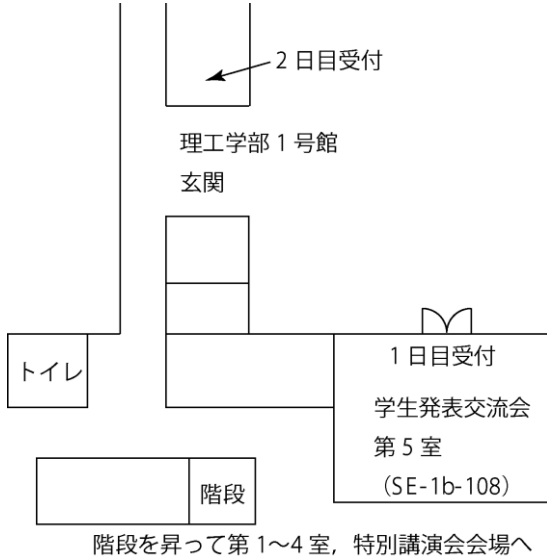 2日目受付
理工学部1号館
玄関
1日目受付
トイレ
学生発表交流会
第5室
（SE-1b-108）
階段
階段を昇って第1〜4室，特別講演会会場へ